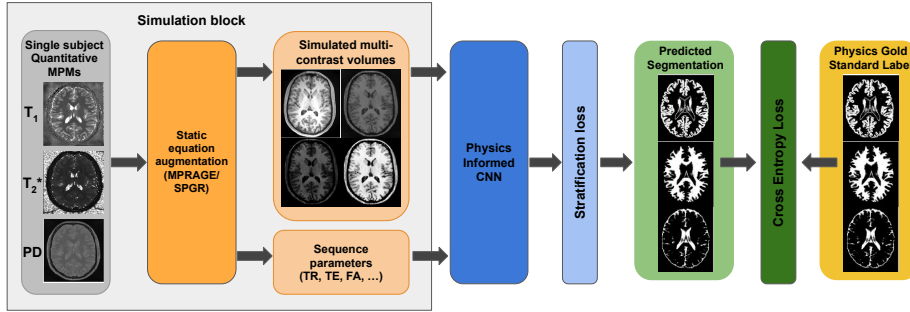 Simulation block
Single subject
Quantitative
MPMs
T1
T2*
PD
Static
equation
augmentation
(MPRAGE/
SPGR)
Simulated multi-
contrast volumes
Sequence
parameters
(TR, TE, FA, ...)
Physics
Informed
CNN
Stratification loss
Predicted
Segmentation
Cross Entropy Loss
Physics Gold
Standard Label